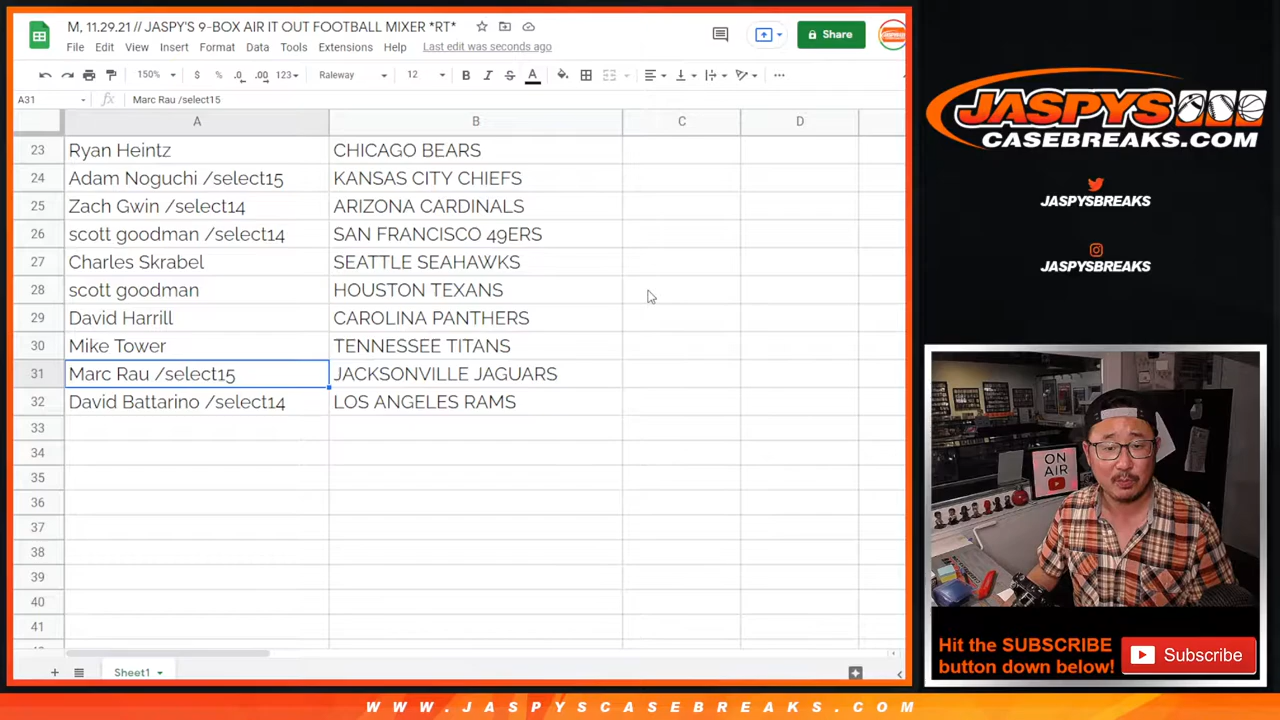 M, 11.29.21 // JASPY'S 9-BOX AIR IT OUT FOOTBALL MIXER *RT*
File Edit View Insert Format Data Tools Extensions Help Last edit was seconds ago
Share
150% $ % .0 .00 123 Raleway 12 B I S A
A31 fx Marc Rau /select15
A B C D
23 Ryan Heintz CHICAGO BEARS
24 Adam Noguchi /select15 KANSAS CITY CHIEFS
25 Zach Gwin /select14 ARIZONA CARDINALS
26 scott goodman /select14 SAN FRANCISCO 49ERS
27 Charles Skrabel SEATTLE SEAHAWKS
28 scott goodman HOUSTON TEXANS
29 David Harrill CAROLINA PANTHERS
30 Mike Tower TENNESSEE TITANS
31 Marc Rau /select15 JACKSONVILLE JAGUARS
32 David Battarino /select14 LOS ANGELES RAMS
33
34
35
36
37
38
39
40
41
Sheet1
JASPYS
CASEBREAKS.COM
JASPYSBREAKS
JASPYSBREAKS
ON
AIR
Hit the SUBSCRIBE
button down below!
Subscribe
WWW.JASPYSCASEBREAKS.COM